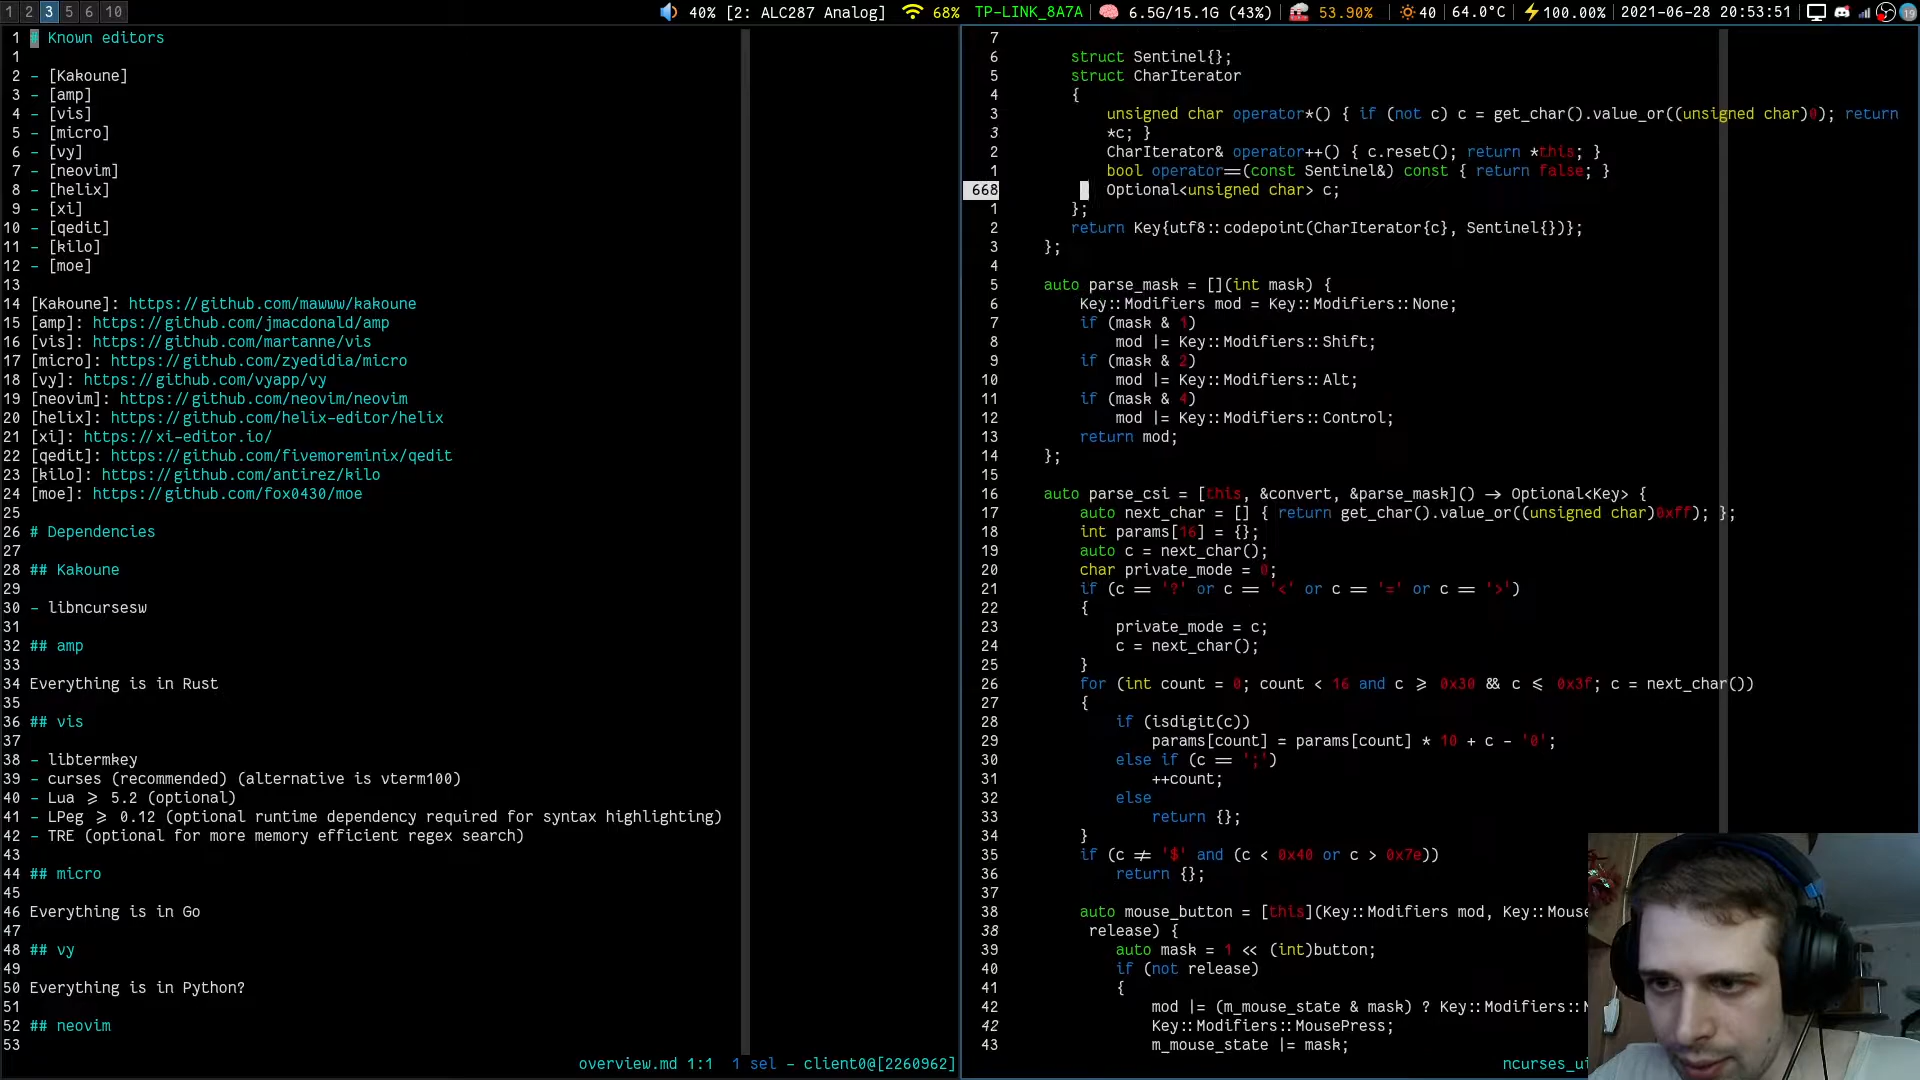 1 2 3 5 6 10
40% [2: ALC287 Analog] 68% TP-LINK_8A7A 6.5G/15.1G (43%) 53.90% 40 64.0°C 100.00% 2021-06-28 20:53:51 19
1 # Known editors
1
2 - [Kakoune]
3 - [amp]
4 - [vis]
5 - [micro]
6 - [vy]
7 - [neovim]
8 - [helix]
9 - [xi]
10 - [qedit]
11 - [kilo]
12 - [moe]
13
14 [Kakoune]: https://github.com/mawww/kakoune
15 [amp]: https://github.com/jmacdonald/amp
16 [vis]: https://github.com/martanne/vis
17 [micro]: https://github.com/zyedidia/micro
18 [vy]: https://github.com/vyapp/vy
19 [neovim]: https://github.com/neovim/neovim
20 [helix]: https://github.com/helix-editor/helix
21 [xi]: https://xi-editor.io/
22 [qedit]: https://github.com/fivemoreminix/qedit
23 [kilo]: https://github.com/antirez/kilo
24 [moe]: https://github.com/fox0430/moe
25
26 # Dependencies
27
28 ## Kakoune
29
30 - libncursesw
31
32 ## amp
33
34 Everything is in Rust
35
36 ## vis
37
38 - libtermkey
39 - curses (recommended) (alternative is vterm100)
40 - Lua ⩾ 5.2 (optional)
41 - LPeg ⩾ 0.12 (optional runtime dependency required for syntax highlighting)
42 - TRE (optional for more memory efficient regex search)
43
44 ## micro
45
46 Everything is in Go
47
48 ## vy
49
50 Everything is in Python?
51
52 ## neovim
53
overview.md 1:1 1 sel - client0@[2260962]
7
6 struct Sentinel{};
5 struct CharIterator
4 {
3 unsigned char operator*() { if (not c) c = get_char().value_or((unsigned char)0); return
3 *c; }
2 CharIterator& operator++() { c.reset(); return *this; }
1 bool operator==(const Sentinel&) const { return false; }
668 Optional<unsigned char> c;
1 };
2 return Key{utf8::codepoint(CharIterator{c}, Sentinel{})};
3 };
4
5 auto parse_mask = [](int mask) {
6 Key::Modifiers mod = Key::Modifiers::None;
7 if (mask & 1)
8 mod |= Key::Modifiers::Shift;
9 if (mask & 2)
10 mod |= Key::Modifiers::Alt;
11 if (mask & 4)
12 mod |= Key::Modifiers::Control;
13 return mod;
14 };
15
16 auto parse_csi = [this, &convert, &parse_mask]() → Optional<Key> {
17 auto next_char = [] { return get_char().value_or((unsigned char)0xff); };
18 int params[16] = {};
19 auto c = next_char();
20 char private_mode = 0;
21 if (c == '?' or c == '<' or c == '=' or c == '>')
22 {
23 private_mode = c;
24 c = next_char();
25 }
26 for (int count = 0; count < 16 and c ⩾ 0x30 && c ⩽ 0x3f; c = next_char())
27 {
28 if (isdigit(c))
29 params[count] = params[count] * 10 + c - '0';
30 else if (c == ';')
31 ++count;
32 else
33 return {};
34 }
35 if (c ≠ '$' and (c < 0x40 or c > 0x7e))
36 return {};
37
38 auto mouse_button = [this](Key::Modifiers mod, Key::Mouse
38 release) {
39 auto mask = 1 << (int)button;
40 if (not release)
41 {
42 mod |= (m_mouse_state & mask) ? Key::Modifiers::
42 Key::Modifiers::MousePress;
43 m_mouse_state |= mask;
ncurses_ui